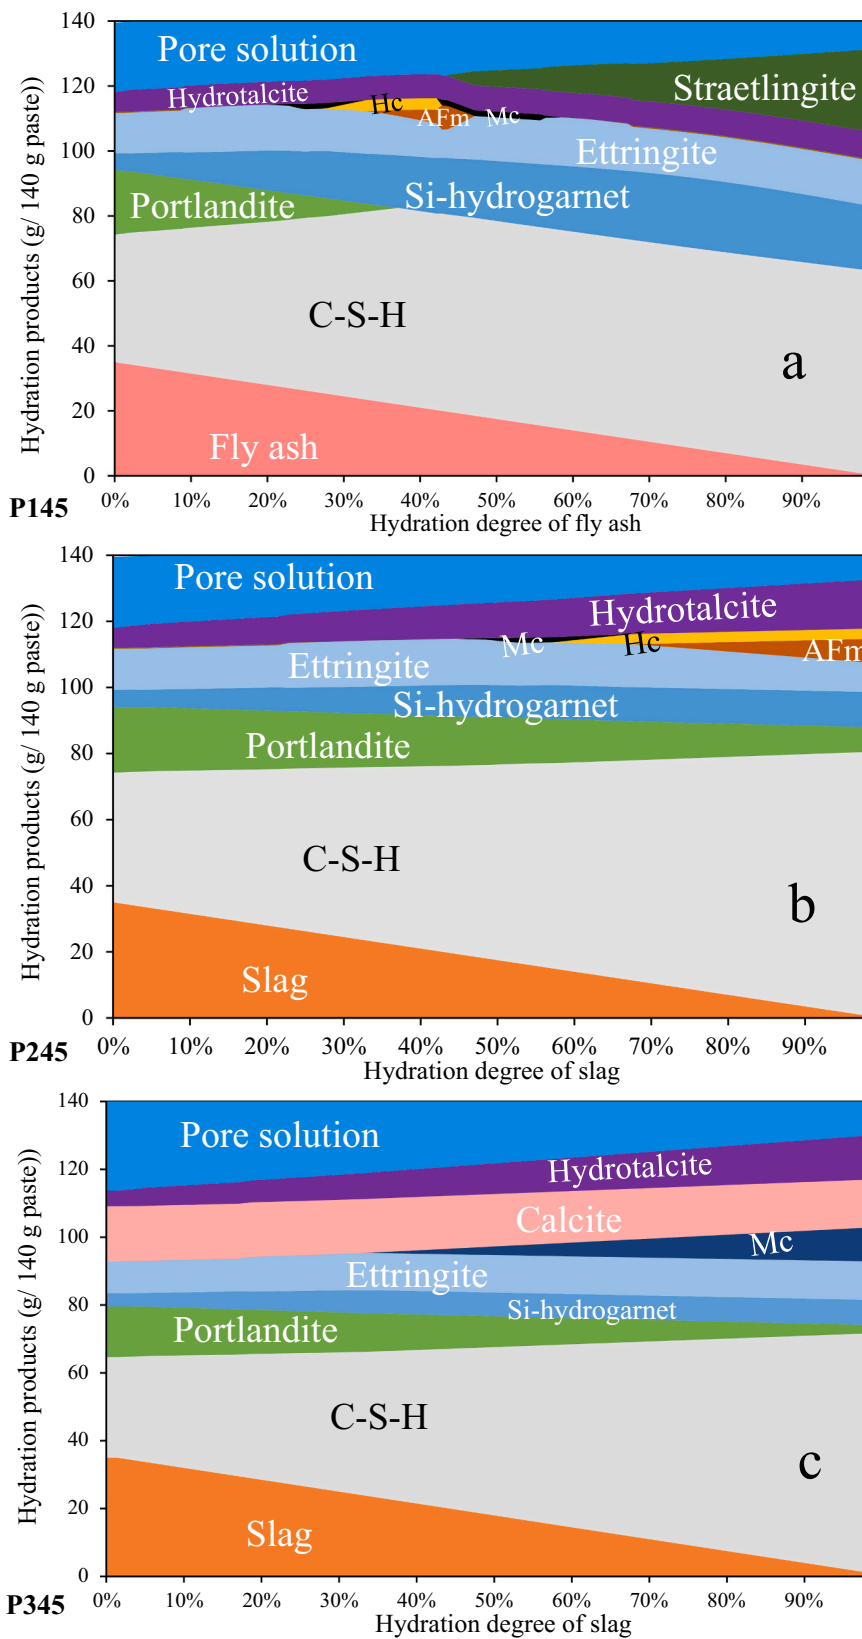 140
120
100
80
60
40
20
0
Hydration products (g/ 140 g paste))
Pore solution
Hydrotalcite
Hc
AFm
Mc
Straetlingite
Ettringite
Si-hydrogarnet
Portlandite
C-S-H
a
Fly ash
0% 10% 20% 30% 40% 50% 60% 70% 80% 90%
P145
Hydration degree of fly ash
140
120
100
80
60
40
20
0
Hydration products (g/ 140 g paste))
Pore solution
Hydrotalcite
Mc
Hc
AFm
Ettringite
Si-hydrogarnet
Portlandite
C-S-H
b
Slag
0% 10% 20% 30% 40% 50% 60% 70% 80% 90%
P245
Hydration degree of slag
140
120
100
80
60
40
20
0
Hydration products (g/ 140 g paste))
Pore solution
Hydrotalcite
Calcite
Mc
Ettringite
Si-hydrogarnet
Portlandite
C-S-H
c
Slag
0% 10% 20% 30% 40% 50% 60% 70% 80% 90%
P345
Hydration degree of slag